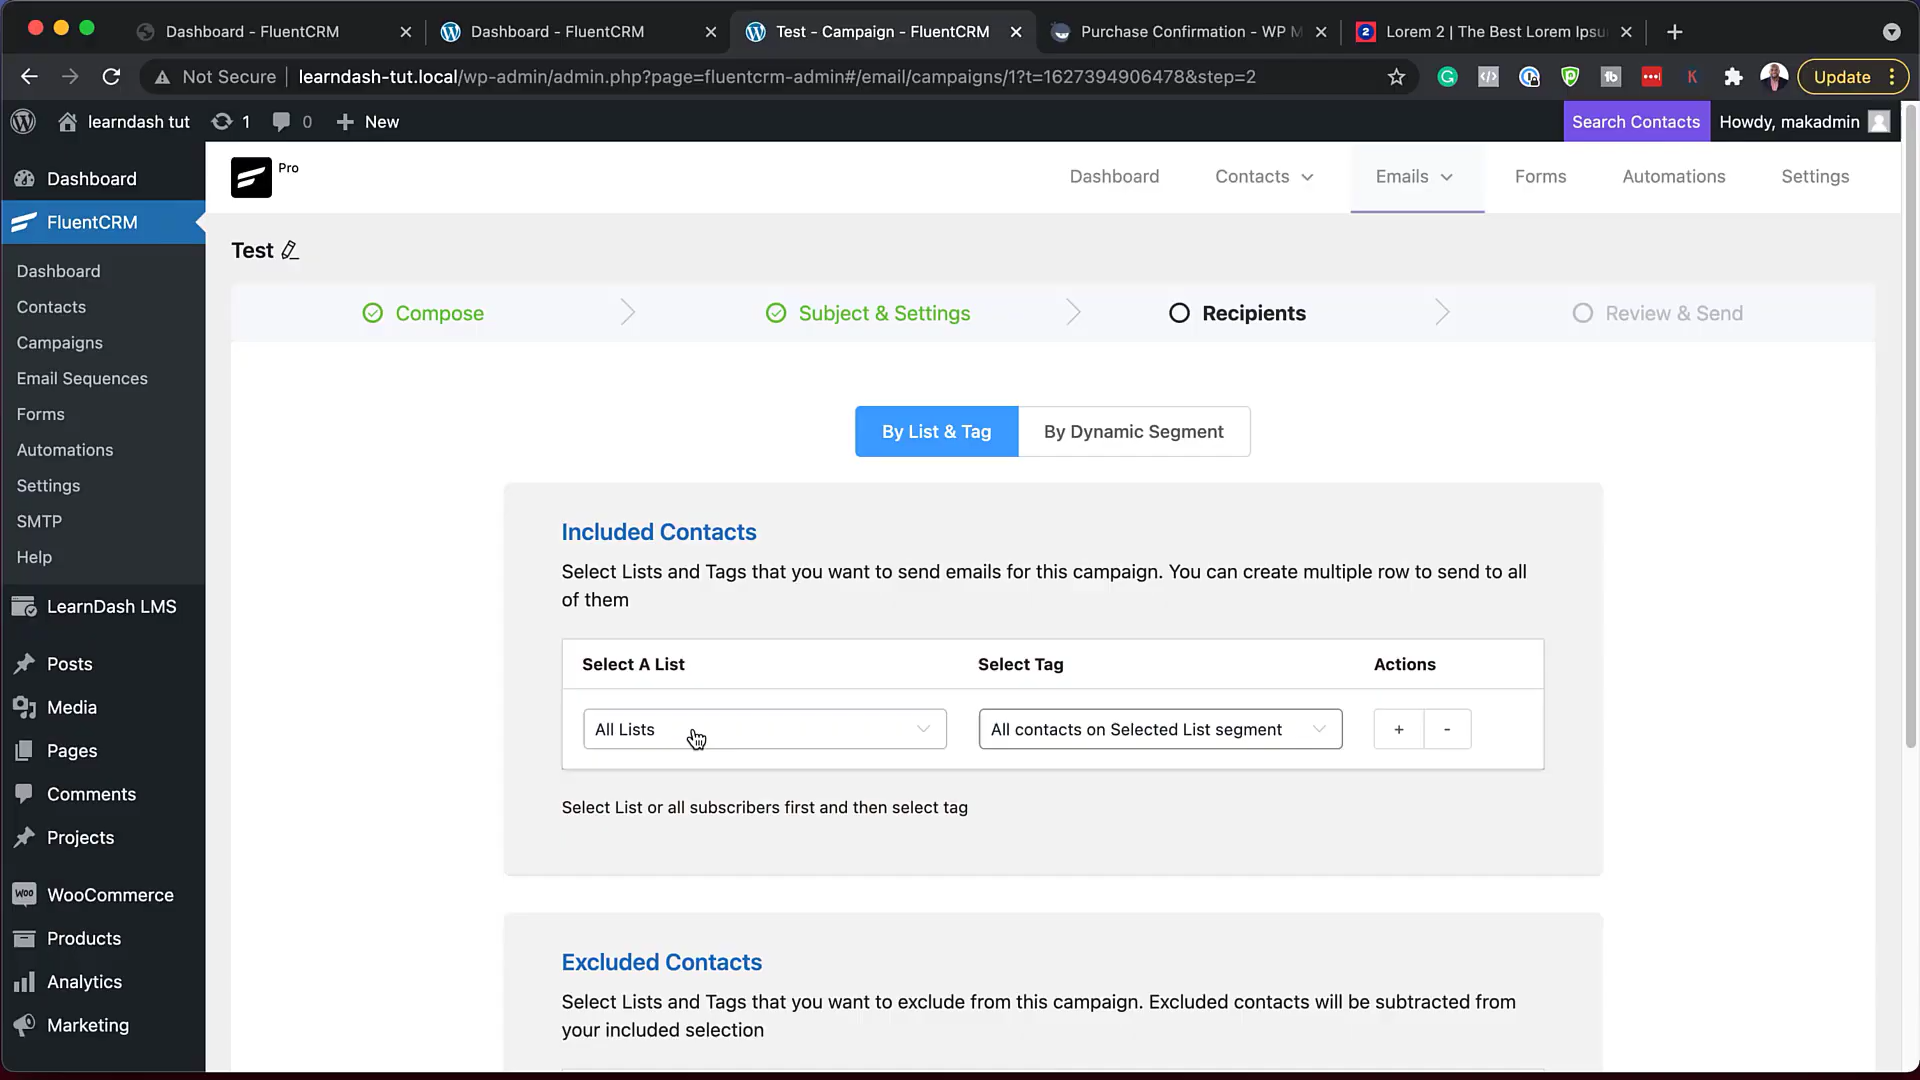 Dashboard - FluentCRM
Dashboard - FluentCRM
Test - Campaign - FluentCRM
Purchase Confirmation - WP M
Lorem 2 | The Best Lorem Ipsu
Not Secure
learndash-tut.local/wp-admin/admin.php?page=fluentcrm-admin#/email/campaigns/1?t=1627394906478&step=2
Update
learndash tut
1
0
New
Search Contacts
Howdy, makadmin
Dashboard
FluentCRM
Dashboard
Contacts
Campaigns
Email Sequences
Forms
Automations
Settings
SMTP
Help
LearnDash LMS
Posts
Media
Pages
Comments
Projects
WooCommerce
Products
Analytics
Marketing
Pro
Dashboard
Contacts
Emails
Forms
Automations
Settings
Test
Compose
Subject & Settings
Recipients
Review & Send
By List & Tag
By Dynamic Segment
Included Contacts
Select Lists and Tags that you want to send emails for this campaign. You can create multiple row to send to all
of them
Select A List
Select Tag
Actions
All Lists
All contacts on Selected List segment
+
-
Select List or all subscribers first and then select tag
Excluded Contacts
Select Lists and Tags that you want to exclude from this campaign. Excluded contacts will be subtracted from
your included selection